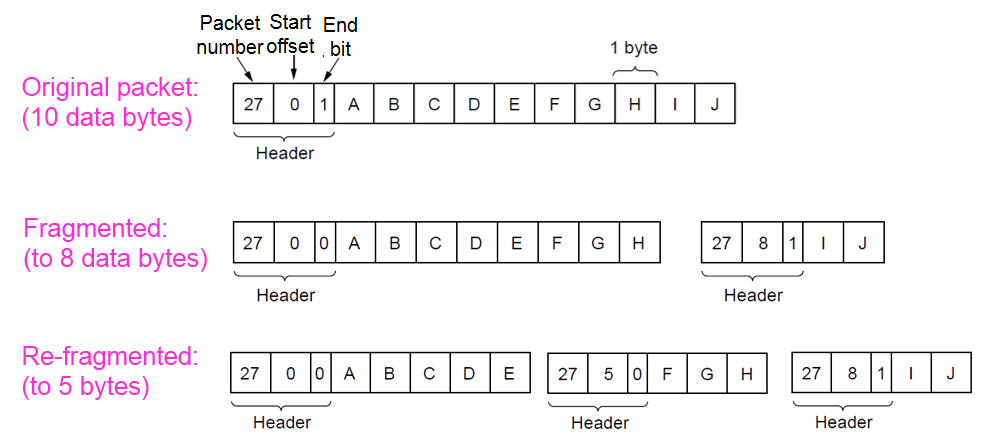 Packet number
Start offset
End bit
1 byte
Original packet:
(10 data bytes)
27 0 1 A B C D E F G H I J
Header
Fragmented:
(to 8 data bytes)
27 0 0 A B C D E F G H 27 8 1 I J
Header Header
Re-fragmented:
(to 5 bytes)
27 0 0 A B C D E 27 5 0 F G H 27 8 1 I J
Header Header Header